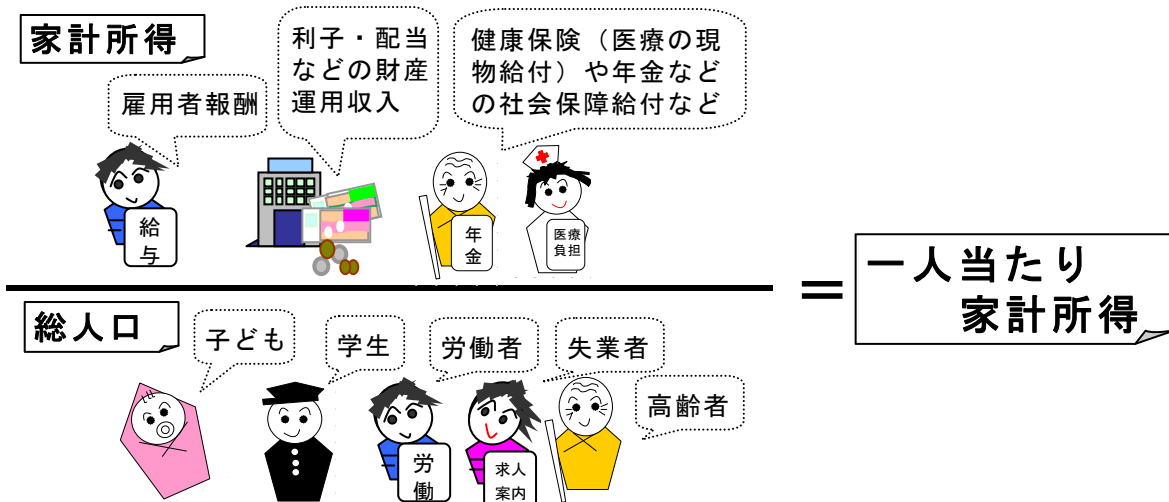 家計所得
雇用者報酬
利子・配当
などの財産
運用収入
健康保険（医療の現
物給付）や年金など
の社会保障給付など
給
与
年
金
医療
負担
＝
一人当たり
家計所得
総人口
子ども
学生
労働者
失業者
高齢者
労
働
求人
案内